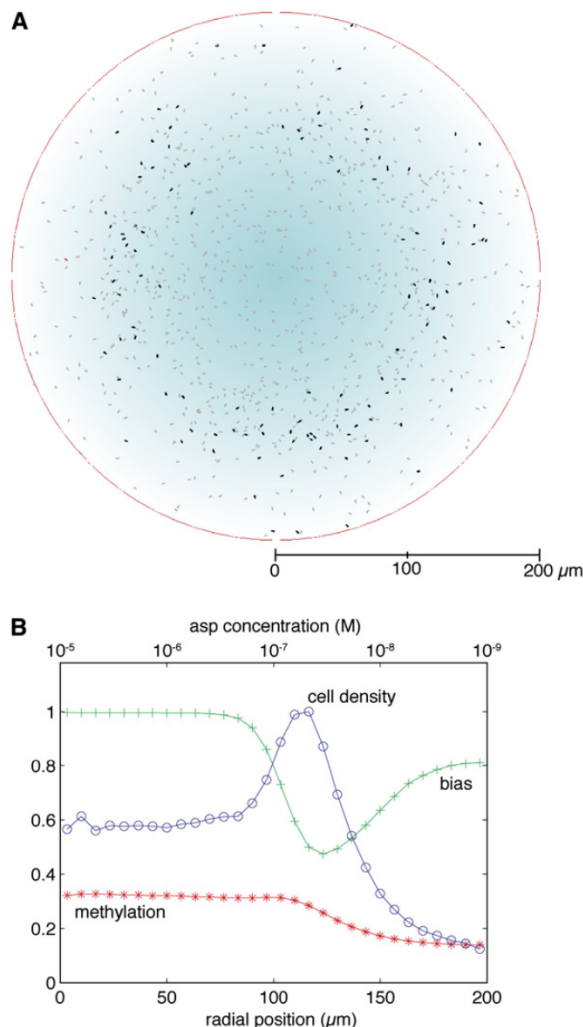 A
0 100 200 µm
B
asp concentration (M)
10⁻⁵ 10⁻⁶ 10⁻⁷ 10⁻⁸ 10⁻⁹
1
cell density
0.8
bias
0.6
0.4
methylation
0.2
0
0 50 100 150 200
radial position (µm)